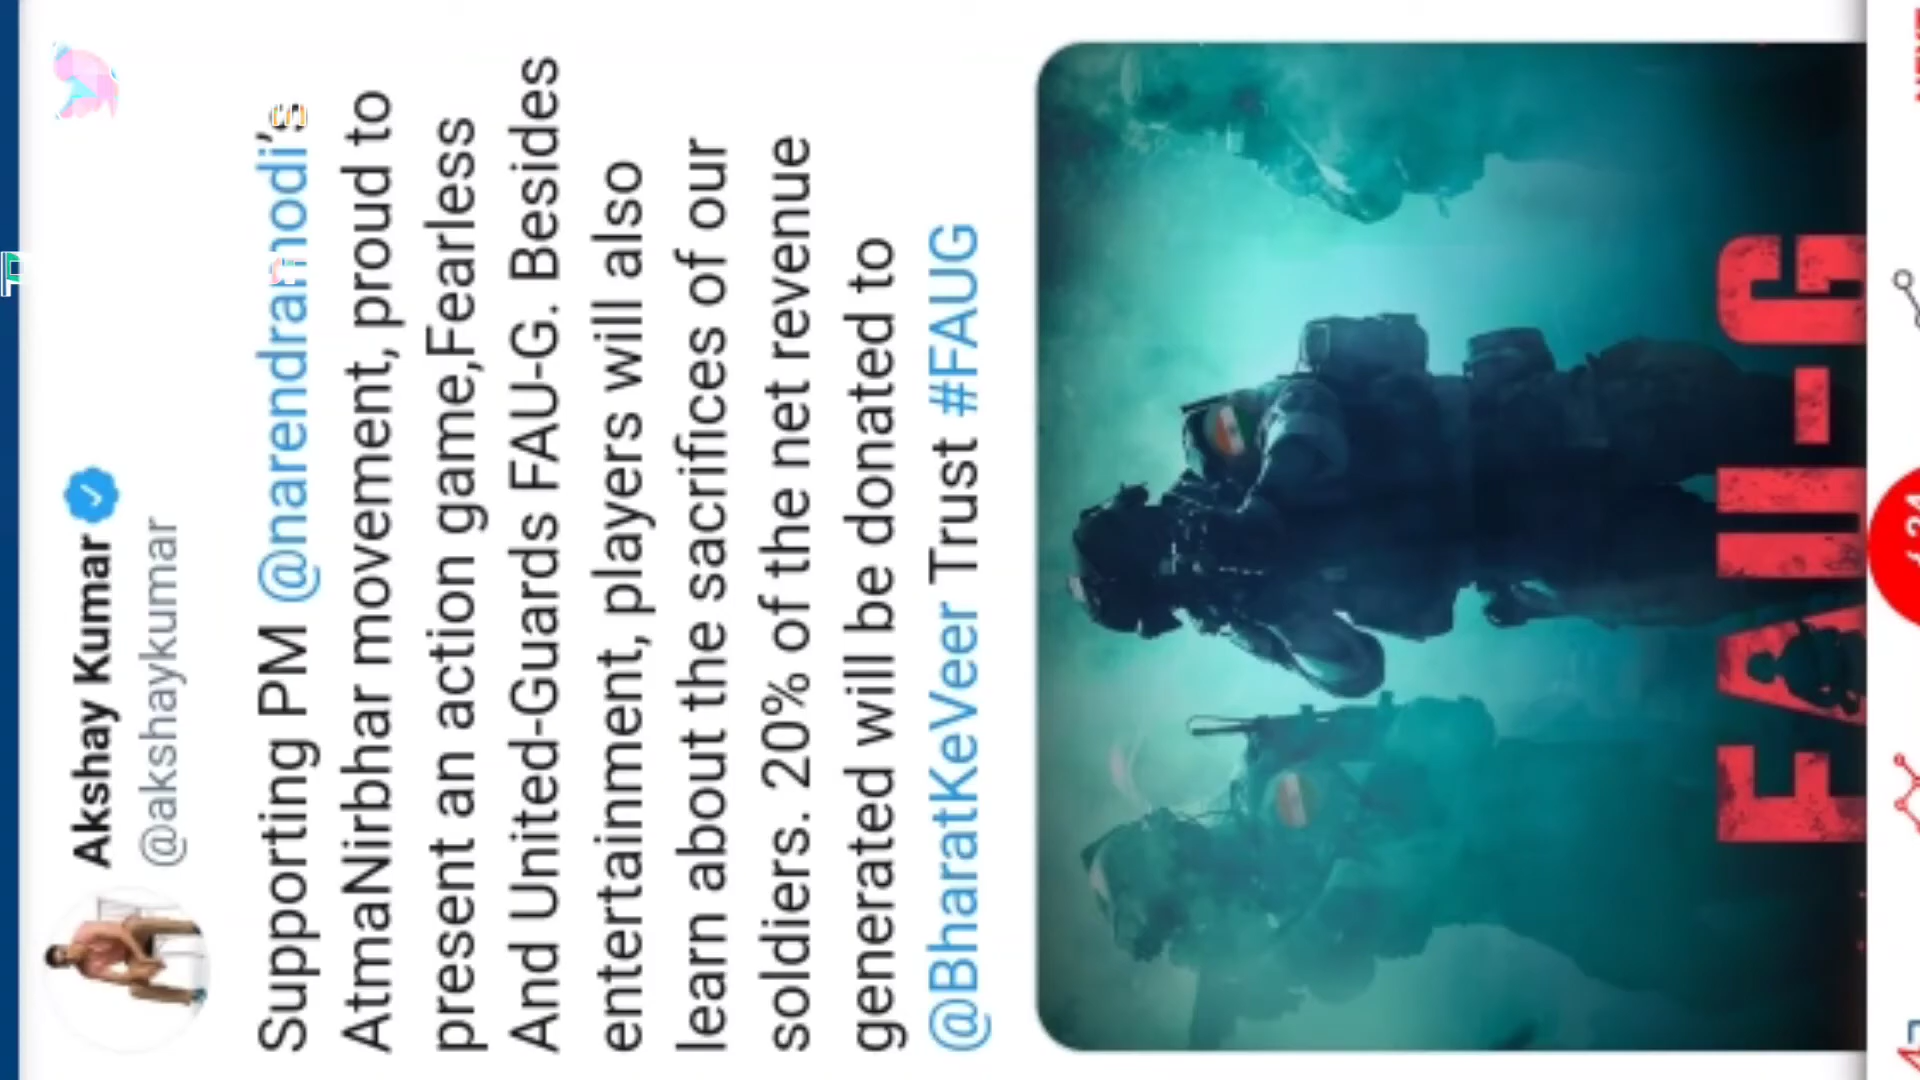 Akshay Kumar
@akshaykumar
Supporting PM @narendramodi's
AtmaNirbhar movement, proud to
present an action game,Fearless
And United-Guards FAU-G. Besides
entertainment, players will also
learn about the sacrifices of our
soldiers. 20% of the net revenue
generated will be donated to
@BharatKeVeer Trust #FAUG
FAU-G